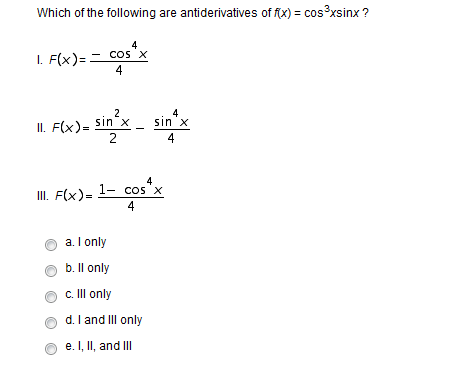 Which of the following are antiderivatives of f(x) = cos³xsinx ?
I. F(x)= − cos⁴x / 4
II. F(x)= sin²x / 2 − sin⁴x / 4
III. F(x)= 1− cos⁴x / 4
a. I only
b. II only
c. III only
d. I and III only
e. I, II, and III